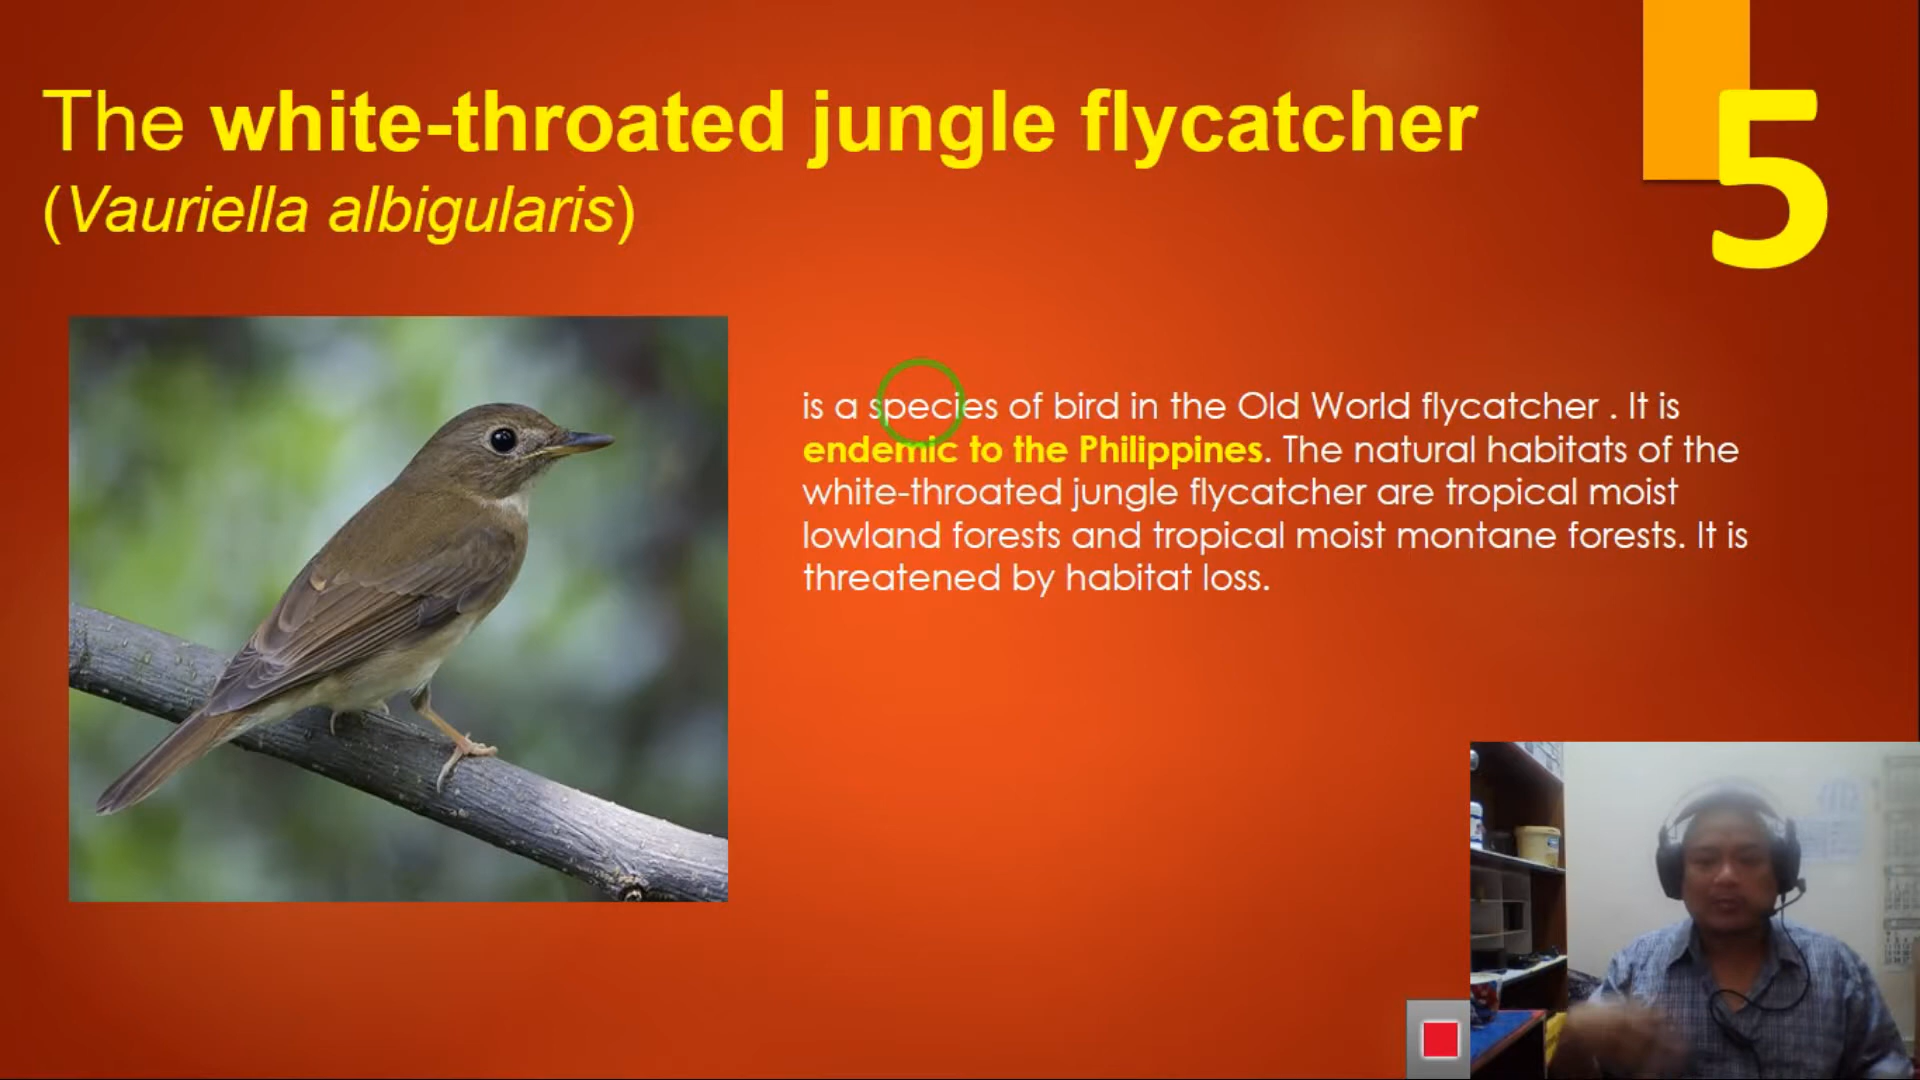 The white-throated jungle flycatcher
(Vauriella albigularis)
5
is a species of bird in the Old World flycatcher . It is
endemic to the Philippines. The natural habitats of the
white-throated jungle flycatcher are tropical moist
lowland forests and tropical moist montane forests. It is
threatened by habitat loss.